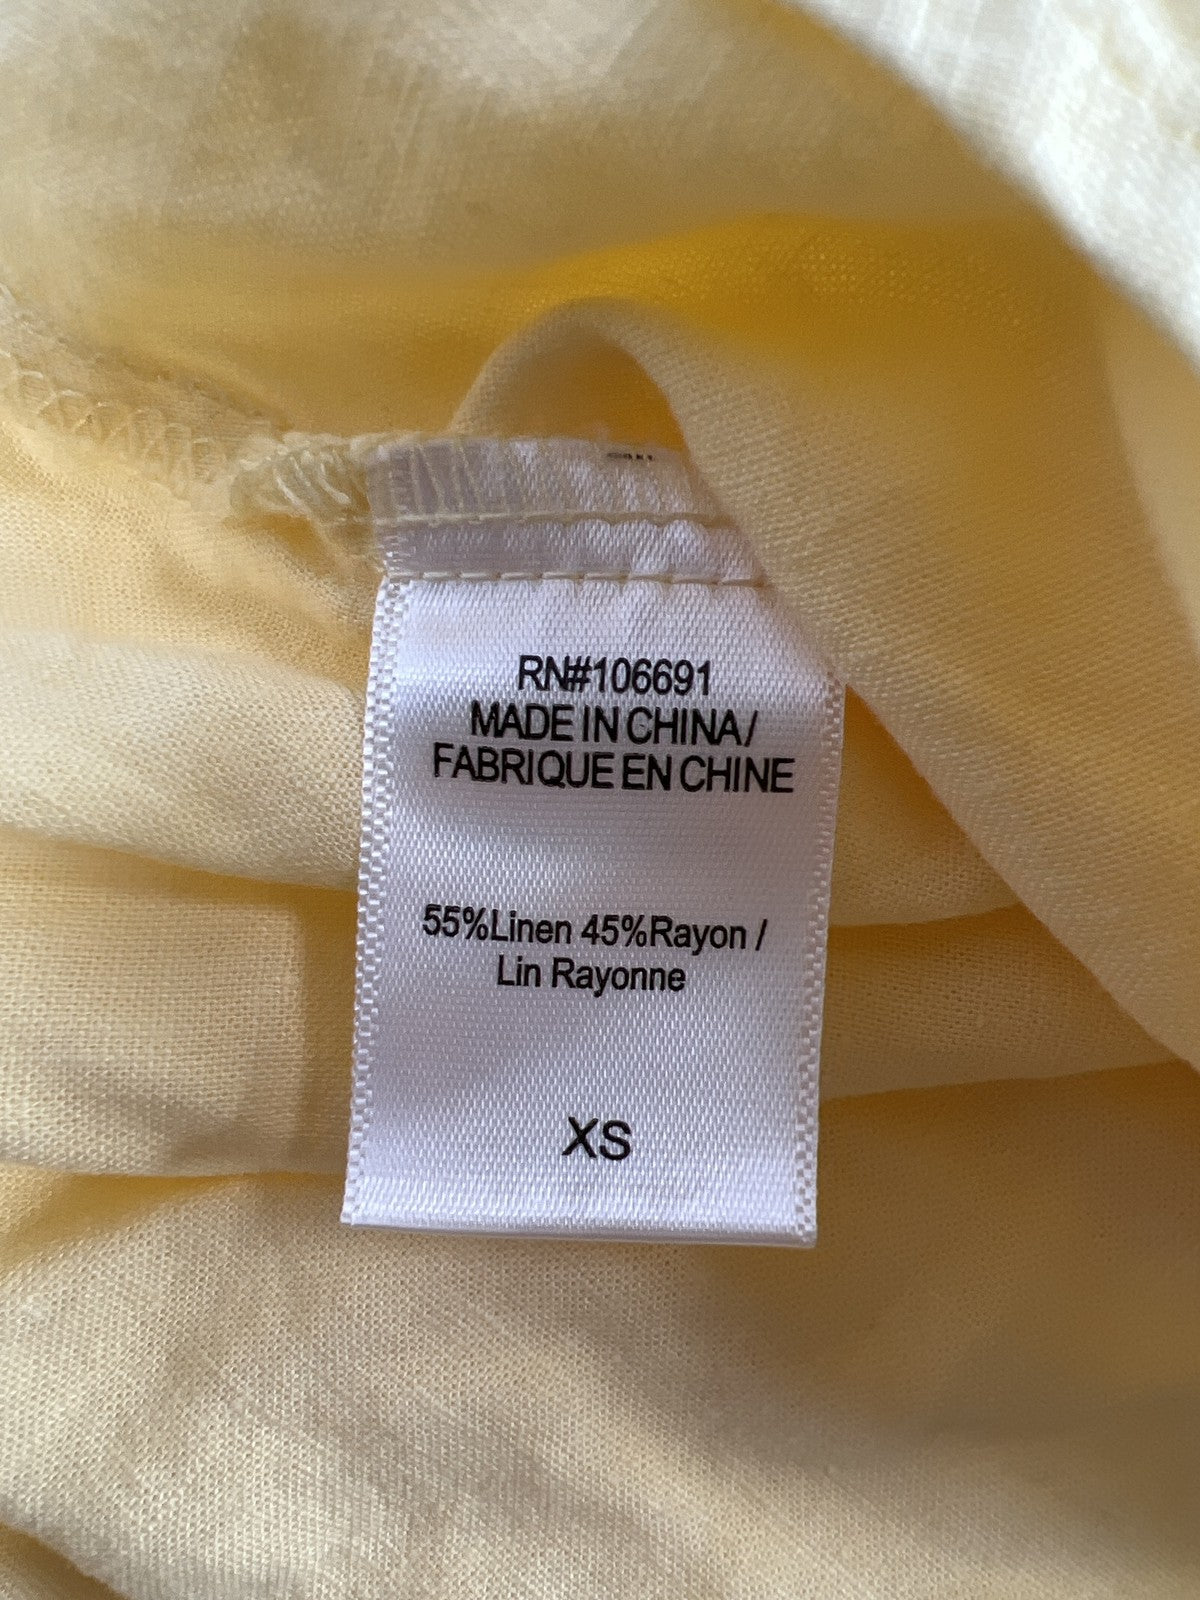 RN#106691
MADE IN CHINA/
FABRIQUE EN CHINE
55%Linen 45%Rayon /
Lin Rayonne
XS